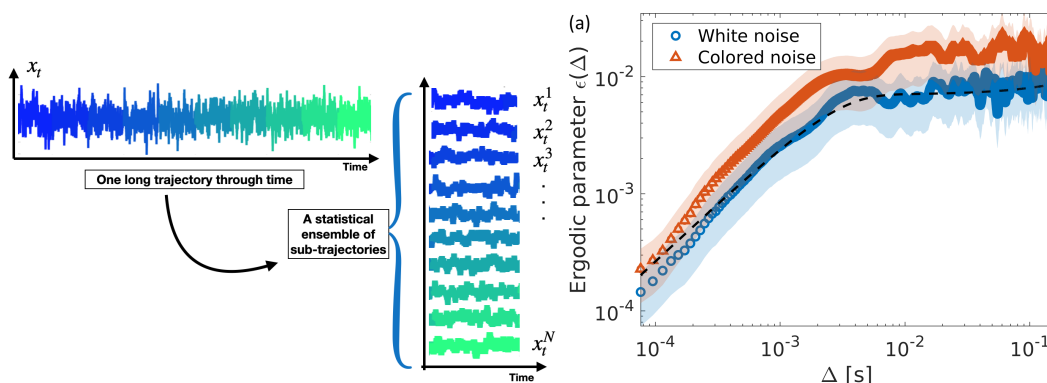 x_t
Time
One long trajectory through time
A statistical
ensemble of
sub-trajectories
x_t^1
x_t^2
x_t^3
.
.
.
x_t^N
Time
(a)
White noise
Colored noise
Ergodic parameter ϵ(Δ)
10^-2
10^-3
10^-4
10^-4
10^-3
10^-2
10^-1
Δ [s]